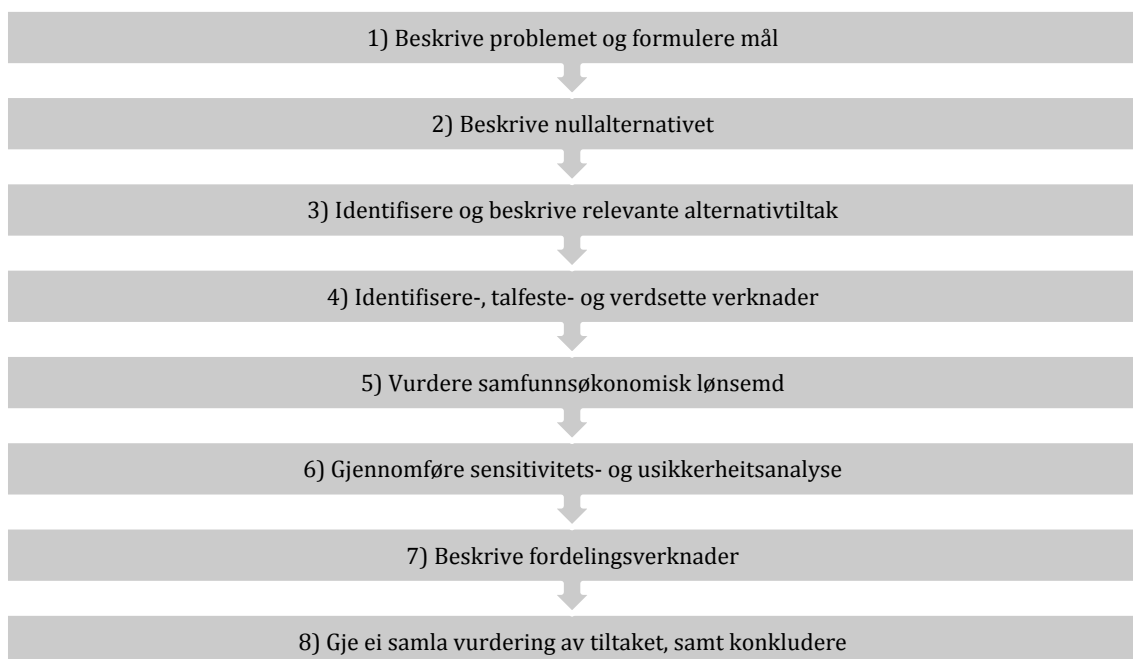 1) Beskrive problemet og formulere mål
2) Beskrive nullalternativet
3) Identifisere og beskrive relevante alternativtiltak
4) Identifisere-, talfeste- og verdsette verknader
5) Vurdere samfunnsøkonomisk lønsemd
6) Gjennomføre sensitivitets- og usikkerheitsanalyse
7) Beskrive fordelingsverknader
8) Gje ei samla vurdering av tiltaket, samt konkludere